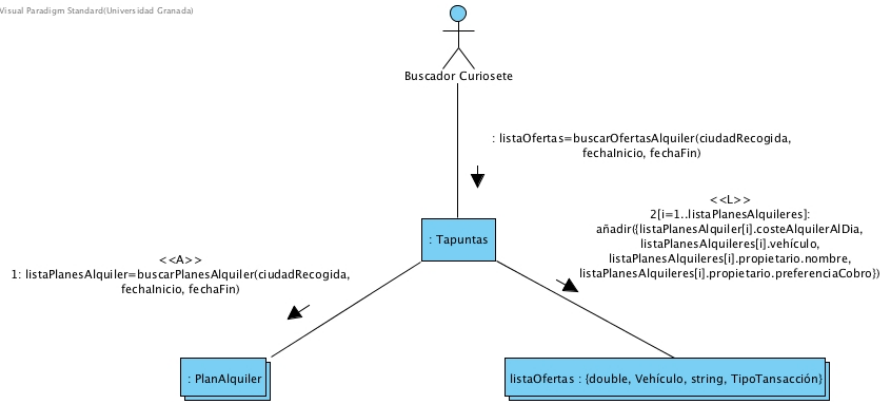 Visual Paradigm Standard(Universidad Granada)
Buscador Curiosete
: listaOfertas=buscarOfertasAlquiler(ciudadRecogida,
fechaInicio, fechaFin)
<<L>>
2[i=1..listaPlanesAlquileres]:
añadir({listaPlanesAlquiler[i].costeAlquilerAlDia,
listaPlanesAlquileres[i].vehículo,
listaPlanesAlquileres[i].propietario.nombre,
listaPlanesAlquileres[i].propietario.preferenciaCobro})
: Tapuntas
<<A>>
1: listaPlanesAlquiler=buscarPlanesAlquiler(ciudadRecogida,
fechaInicio, fechaFin)
: PlanAlquiler
listaOfertas : {double, Vehículo, string, TipoTansacción}